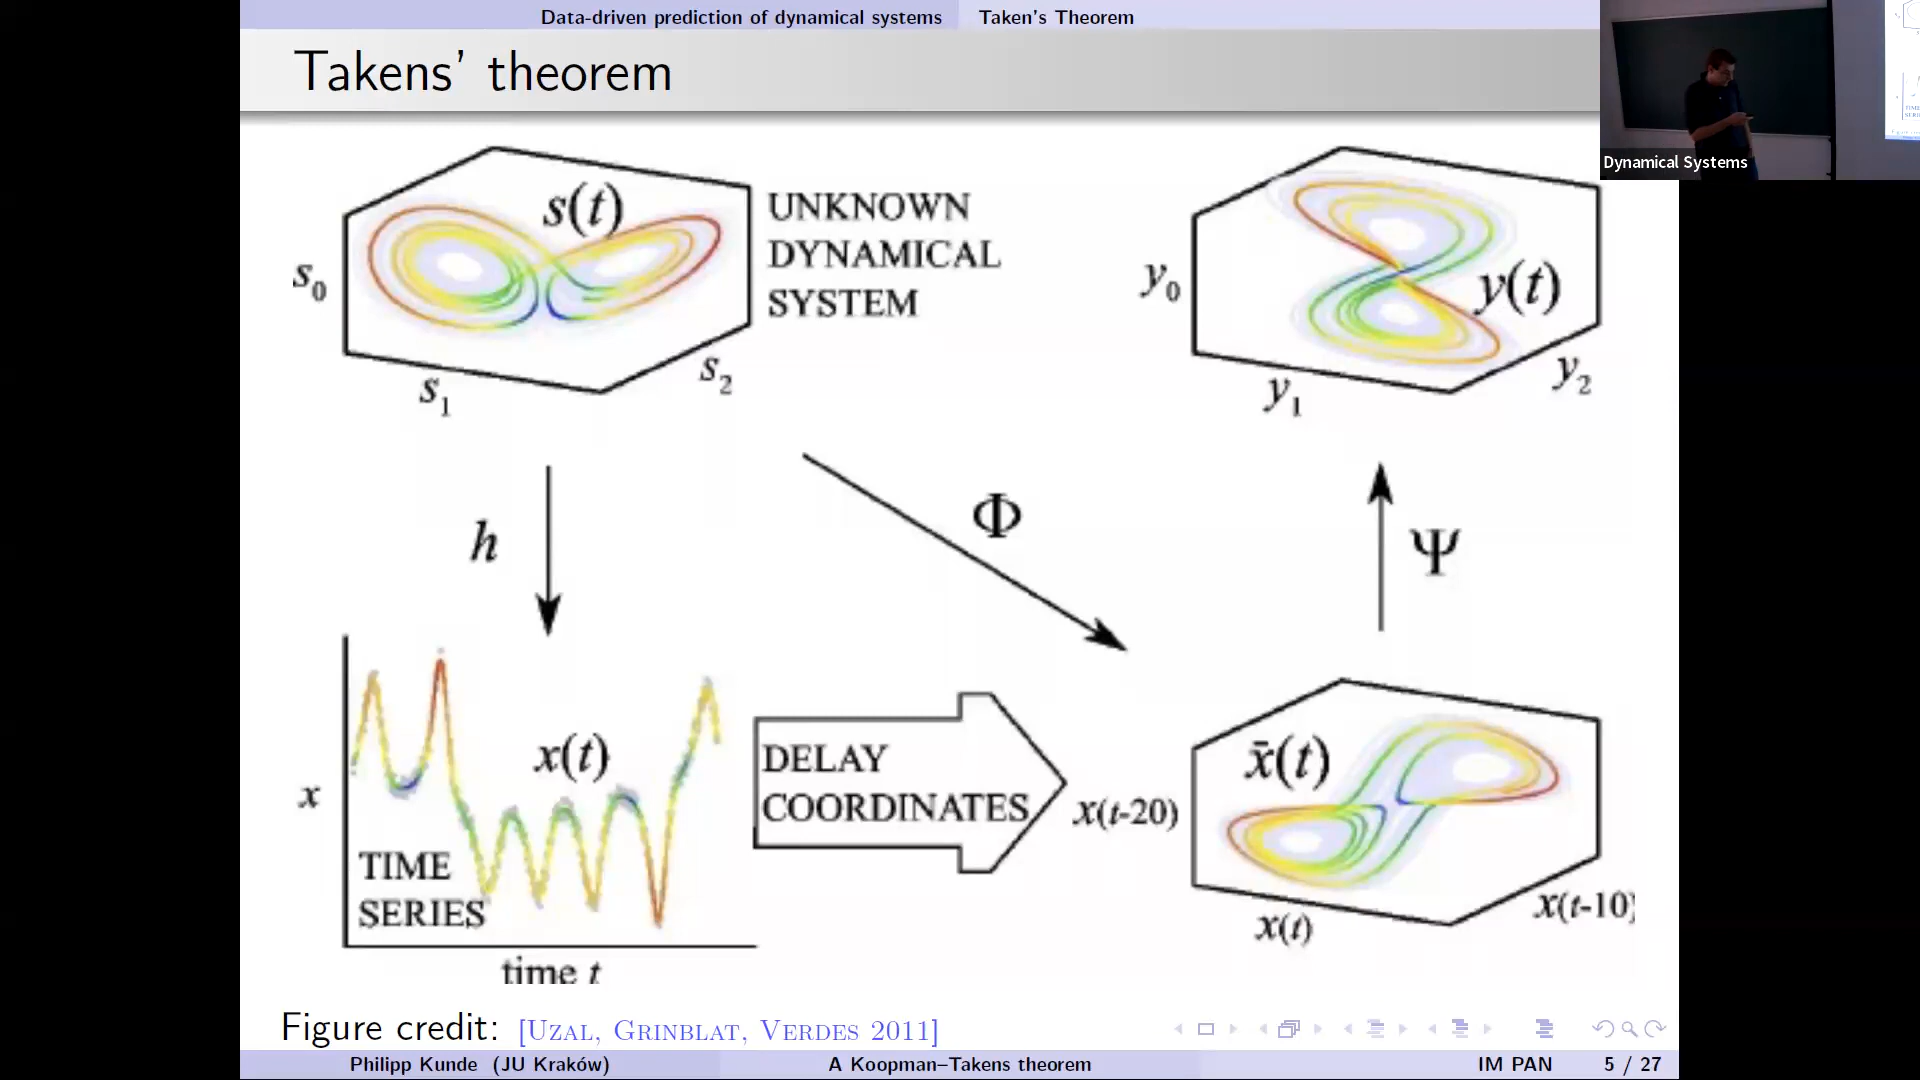 Data-driven prediction of dynamical systems Taken's Theorem
Takens' theorem
Dynamical Systems
s(t)
UNKNOWN
DYNAMICAL
SYSTEM
s0
s1
s2
y(t)
y0
y1
y2
h
Φ
Ψ
x(t)
x
TIME
SERIES
time t
DELAY
COORDINATES
x̄(t)
x(t-20)
x(t)
x(t-10)
Figure credit: [UZAL, GRINBLAT, VERDES 2011]
Philipp Kunde (JU Kraków) A Koopman–Takens theorem IM PAN 5 / 27